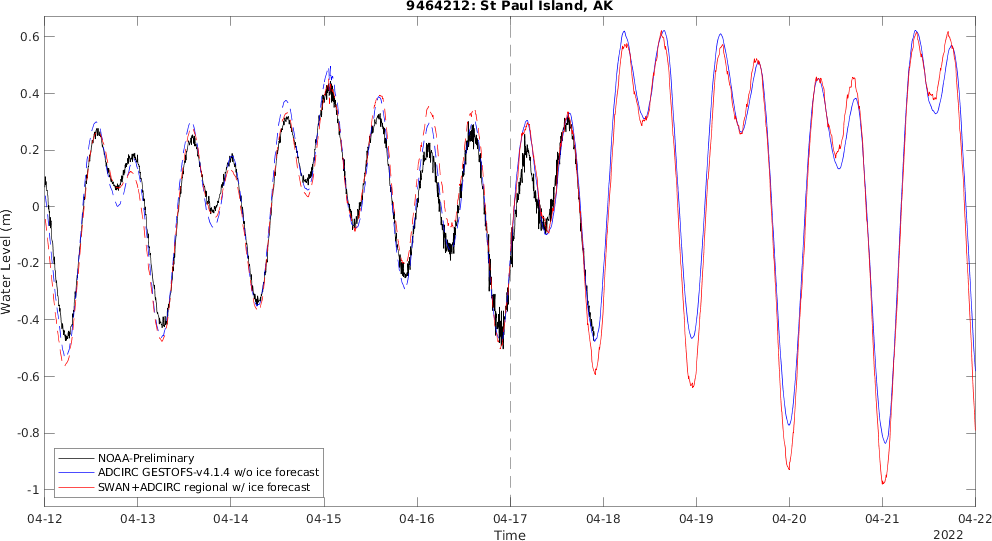 9464212: St Paul Island, AK
0.6
0.4
0.2
0
-0.2
-0.4
-0.6
-0.8
-1
Water Level (m)
NOAA-Preliminary
ADCIRC GESTOFS-v4.1.4 w/o ice forecast
SWAN+ADCIRC regional w/ ice forecast
04-12 04-13 04-14 04-15 04-16 04-17 04-18 04-19 04-20 04-21 04-22
Time
2022